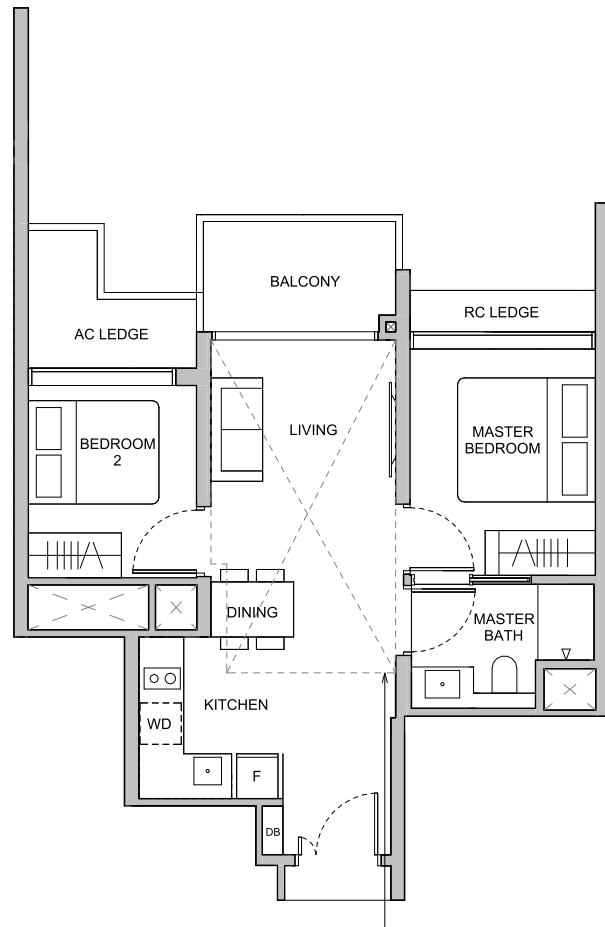 BALCONY
RC LEDGE
AC LEDGE
LIVING
MASTER
BEDROOM
BEDROOM
2
DINING
MASTER
BATH
KITCHEN
WD
F
DB